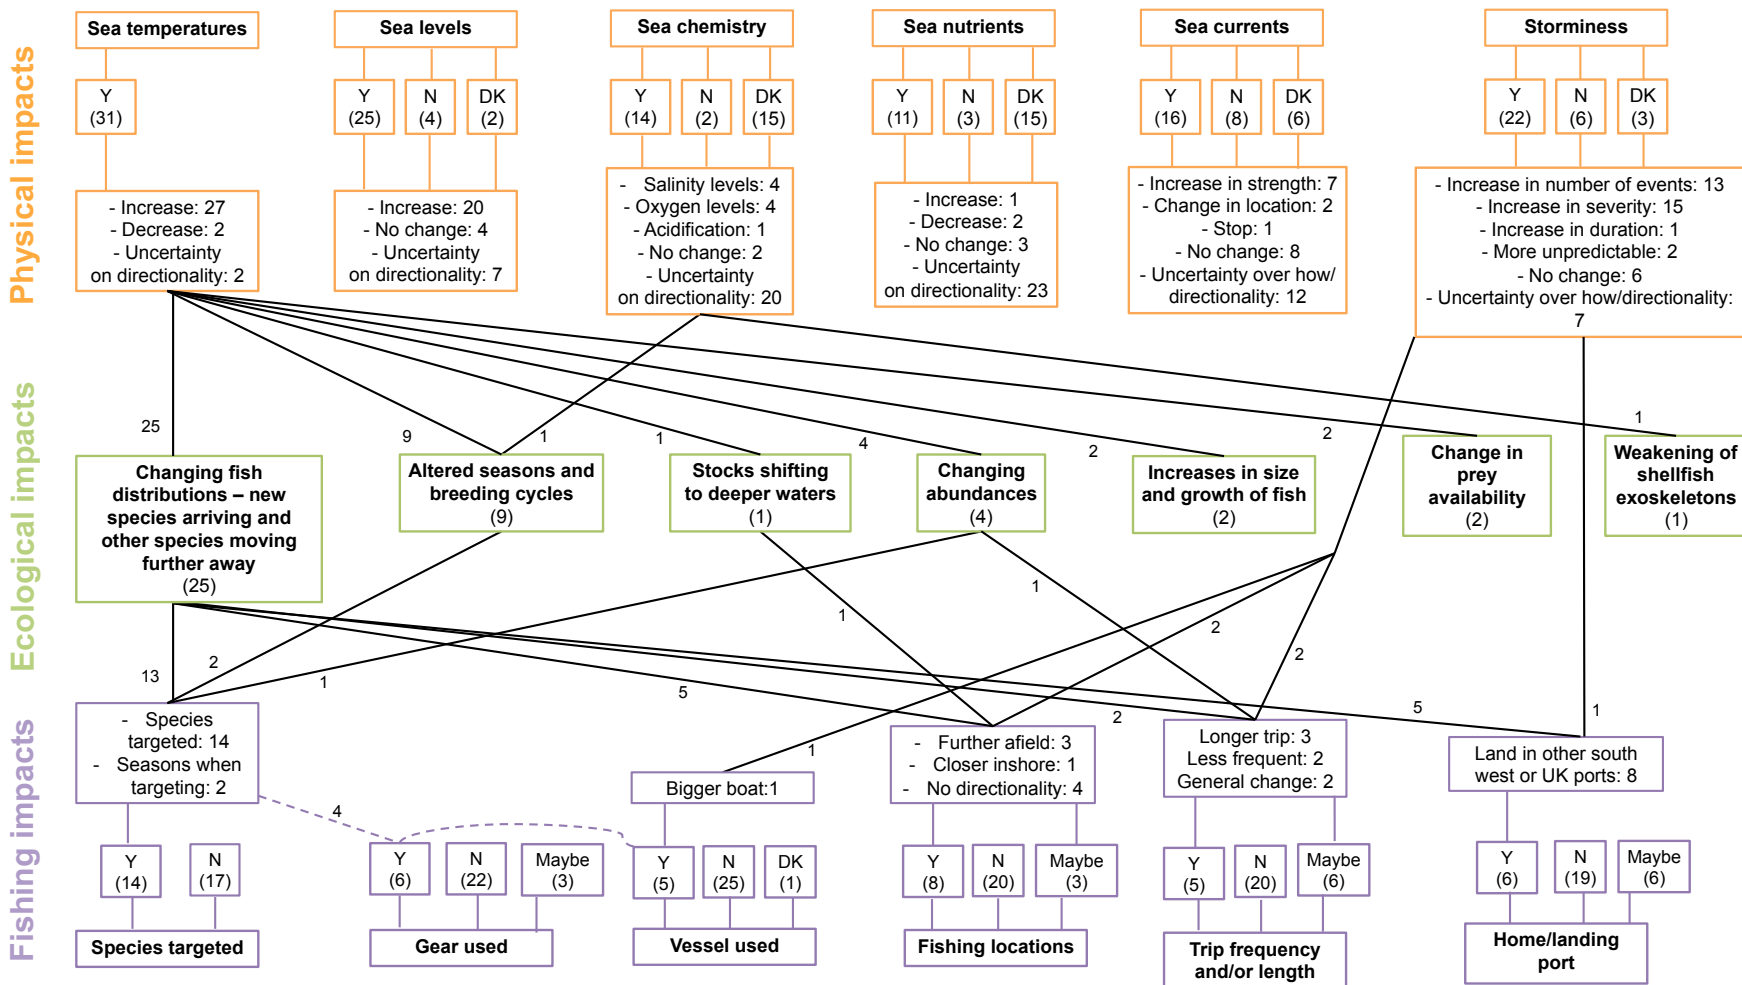 Physical impacts
Sea temperatures
Sea levels
Sea chemistry
Sea nutrients
Sea currents
Storminess
Y
(31)
Y
(25)
N
(4)
DK
(2)
Y
(14)
N
(2)
DK
(15)
Y
(11)
N
(3)
DK
(15)
Y
(16)
N
(8)
DK
(6)
Y
(22)
N
(6)
DK
(3)
- Increase: 27
- Decrease: 2
- Uncertainty
on directionality: 2
- Increase: 20
- No change: 4
- Uncertainty
on directionality: 7
- Salinity levels: 4
- Oxygen levels: 4
- Acidification: 1
- No change: 2
- Uncertainty
on directionality: 20
- Increase: 1
- Decrease: 2
- No change: 3
- Uncertainty
on directionality: 23
- Increase in strength: 7
- Change in location: 2
- Stop: 1
- No change: 8
- Uncertainty over how/
directionality: 12
- Increase in number of events: 13
- Increase in severity: 15
- Increase in duration: 1
- More unpredictable: 2
- No change: 6
- Uncertainty over how/directionality:
7
Ecological impacts
25
9
1
1
4
2
2
1
Changing fish
distributions – new
species arriving and
other species moving
further away
(25)
Altered seasons and
breeding cycles
(9)
Stocks shifting
to deeper waters
(1)
Changing
abundances
(4)
Increases in size
and growth of fish
(2)
Change in
prey
availability
(2)
Weakening of
shellfish
exoskeletons
(1)
13
2
1
5
1
1
2
2
2
1
5
1
Fishing impacts
- Species
targeted: 14
- Seasons when
targeting: 2
4
Bigger boat:1
- Further afield: 3
- Closer inshore: 1
- No directionality: 4
Longer trip: 3
Less frequent: 2
General change: 2
Land in other south
west or UK ports: 8
Y
(14)
N
(17)
Y
(6)
N
(22)
Maybe
(3)
Y
(5)
N
(25)
DK
(1)
Y
(8)
N
(20)
Maybe
(3)
Y
(5)
N
(20)
Maybe
(6)
Y
(6)
N
(19)
Maybe
(6)
Species targeted
Gear used
Vessel used
Fishing locations
Trip frequency
and/or length
Home/landing
port